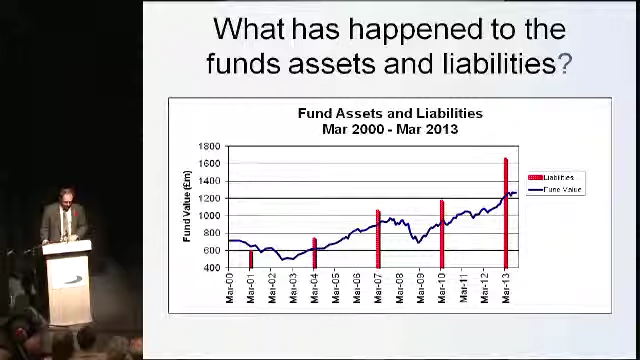 What has happened to the
funds assets and liabilities?
Fund Assets and Liabilities
Mar 2000 - Mar 2013
Fund Value (£m)
1800
1600
1400
1200
1000
800
600
400
Mar-00
Mar-01
Mar-02
Mar-03
Mar-04
Mar-05
Mar-06
Mar-07
Mar-08
Mar-09
Mar-10
Mar-11
Mar-12
Mar-13
Liabilities
Fund Value